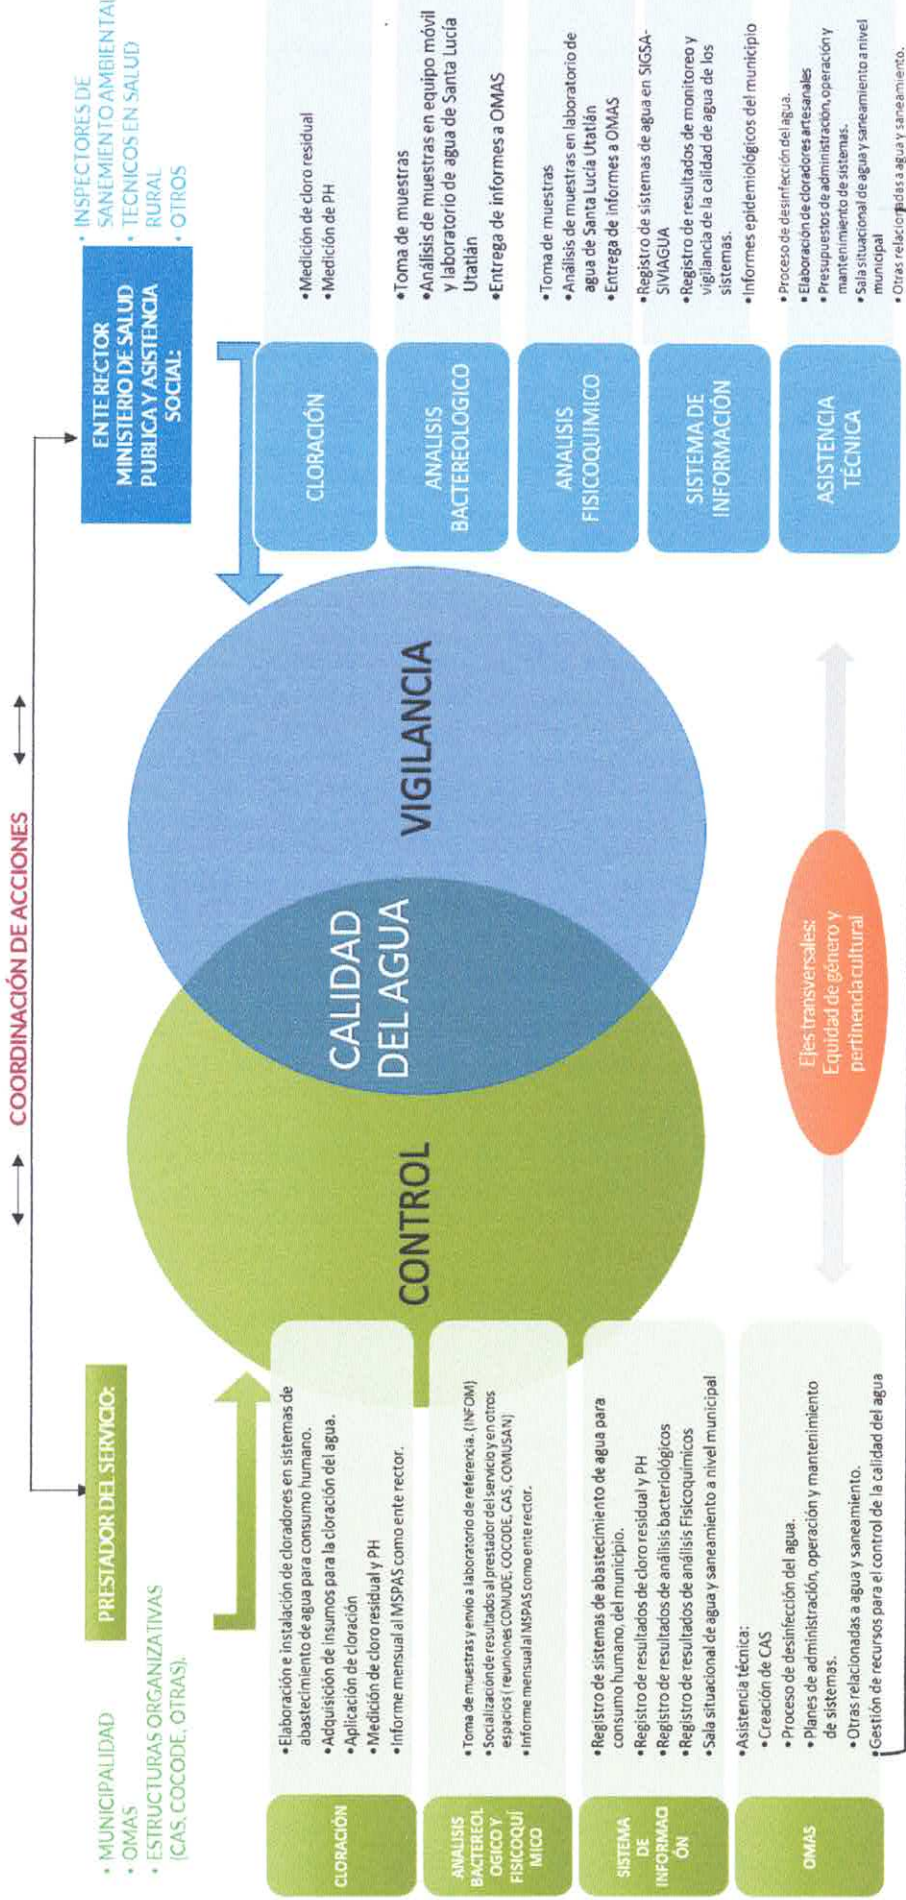 COORDINACIÓN DE ACCIONES
PRESTADOR DEL SERVICIO:
• MUNICIPALIDAD
• OMAS
• ESTRUCTURAS ORGANIZATIVAS
(CAS, COCODE, OTRAS).
CLORACIÓN
•Elaboración e instalación de cloradores en sistemas de
abastecimiento de agua para consumo humano.
•Adquisición de insumos para la cloración del agua.
•Aplicación de cloración
•Medición de cloro residual y PH
•Informe mensual al MSPAS como ente rector.
ANALISIS
BACTEREOL
OGICO Y
FISICOQUÍ
MICO
•Toma de muestras y envío a laboratorio de referencia. (INFOM)
•Socialización de resultados al prestador del servicio y en otros
espacios ( reuniones COMUDE, COCODE, CAS, COMUSAN)
•Informe mensual al MSPAS como ente rector.
SISTEMA
DE
INFORMACI
ÓN
•Registro de sistemas de abastecimiento de agua para
consumo humano, del municipio.
•Registro de resultados de cloro residual y PH
•Registro de resultados de análisis bacteriológicos
•Registro de resultados de análisis Fisicoquímicos
•Sala situacional de agua y saneamiento a nivel municipal
OMAS
•Asistencia técnica:
•Creación de CAS
•Proceso de desinfección del agua.
•Planes de administración, operación y mantenimiento
de sistemas.
•Otras relacionadas a agua y saneamiento.
•Gestión de recursos para el control de la calidad del agua
CONTROL
CALIDAD
DEL AGUA
VIGILANCIA
Ejes transversales:
Equidad de género y
pertinencia cultural
ENTE RECTOR
MINISTERIO DE SALUD
PUBLICA Y ASISTENCIA
SOCIAL:
• INSPECTORES DE
SANEMIENTO AMBIENTAL
• TECNICOS EN SALUD
RURAL
• OTROS
CLORACIÓN
•Medición de cloro residual
•Medición de PH
ANALISIS
BACTEREOLOGICO
•Toma de muestras
•Análisis de muestras en equipo móvil
y laboratorio de agua de Santa Lucía
Utatlán
•Entrega de informes a OMAS
ANALISIS
FISICOQUIMICO
•Toma de muestras
•Análisis de muestras en laboratorio de
agua de Santa Lucía Utatlán
•Entrega de informes a OMAS
SISTEMA DE
INFORMACIÓN
•Registro de sistemas de agua en SIGSA-
SIVIAGUA
•Registro de resultados de monitoreo y
vigilancia de la calidad de agua de los
sistemas.
•Informes epidemiológicos del municipio
ASISTENCIA
TÉCNICA
•Proceso de desinfección del agua.
•Elaboración de cloradores artesanales
•Presupuestos de administración, operación y
mantenimiento de sistemas.
•Sala situacional de agua y saneamiento a nivel
municipal
•Otras relacionadas a agua y saneamiento.